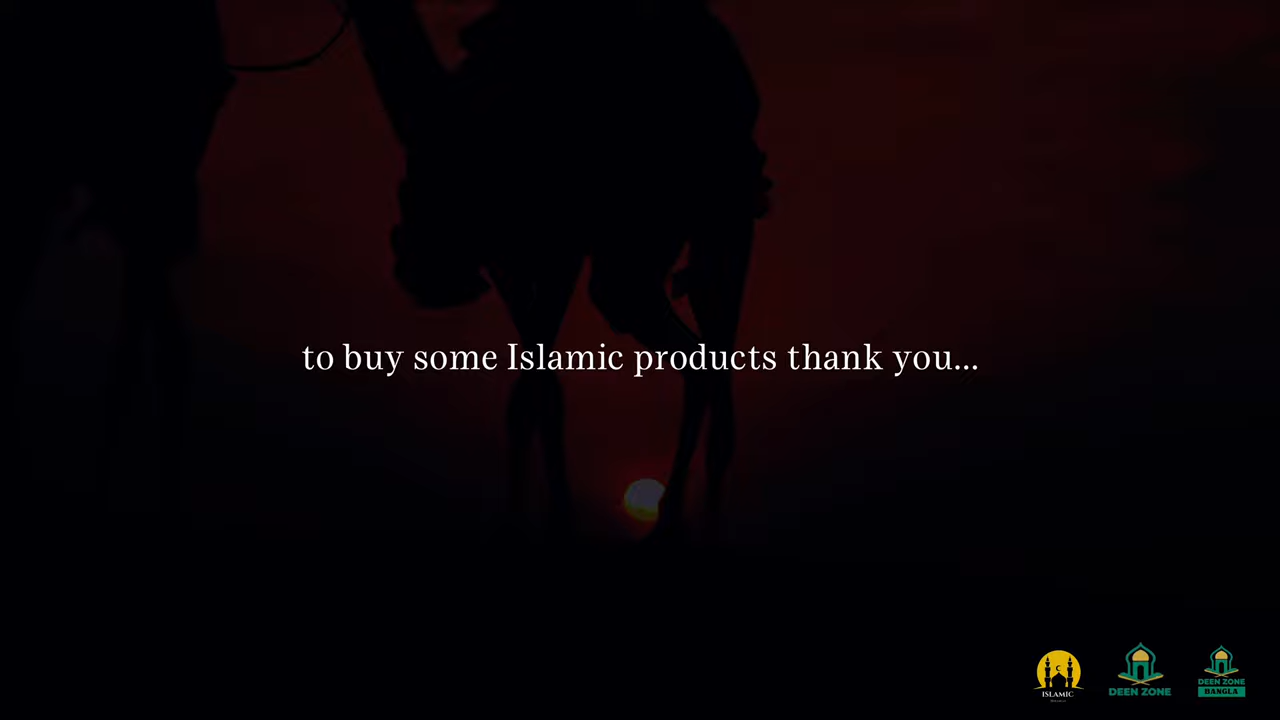 to buy some Islamic products thank you...
ISLAMIC
DEEN ZONE
DEEN ZONE
BANGLA